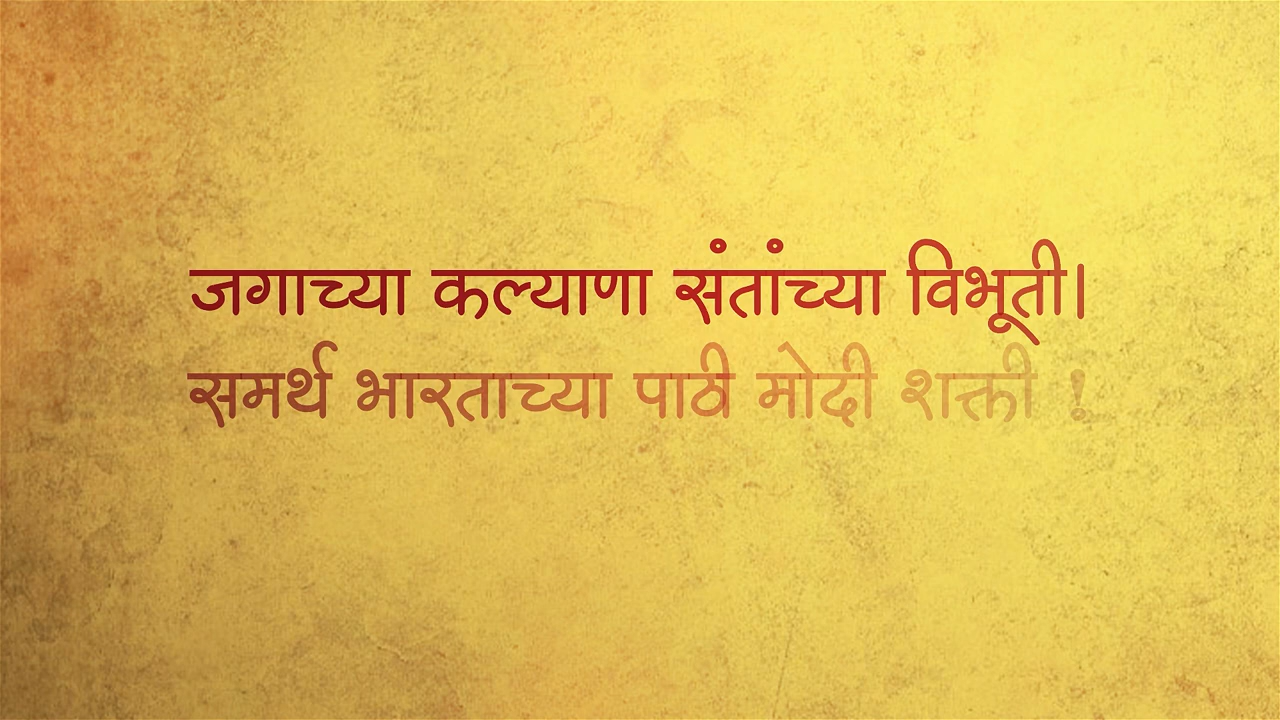 जगाच्या कल्याणा संतांच्या विभूती।
समर्थ भारताच्या पाठी मोदी शक्ती !